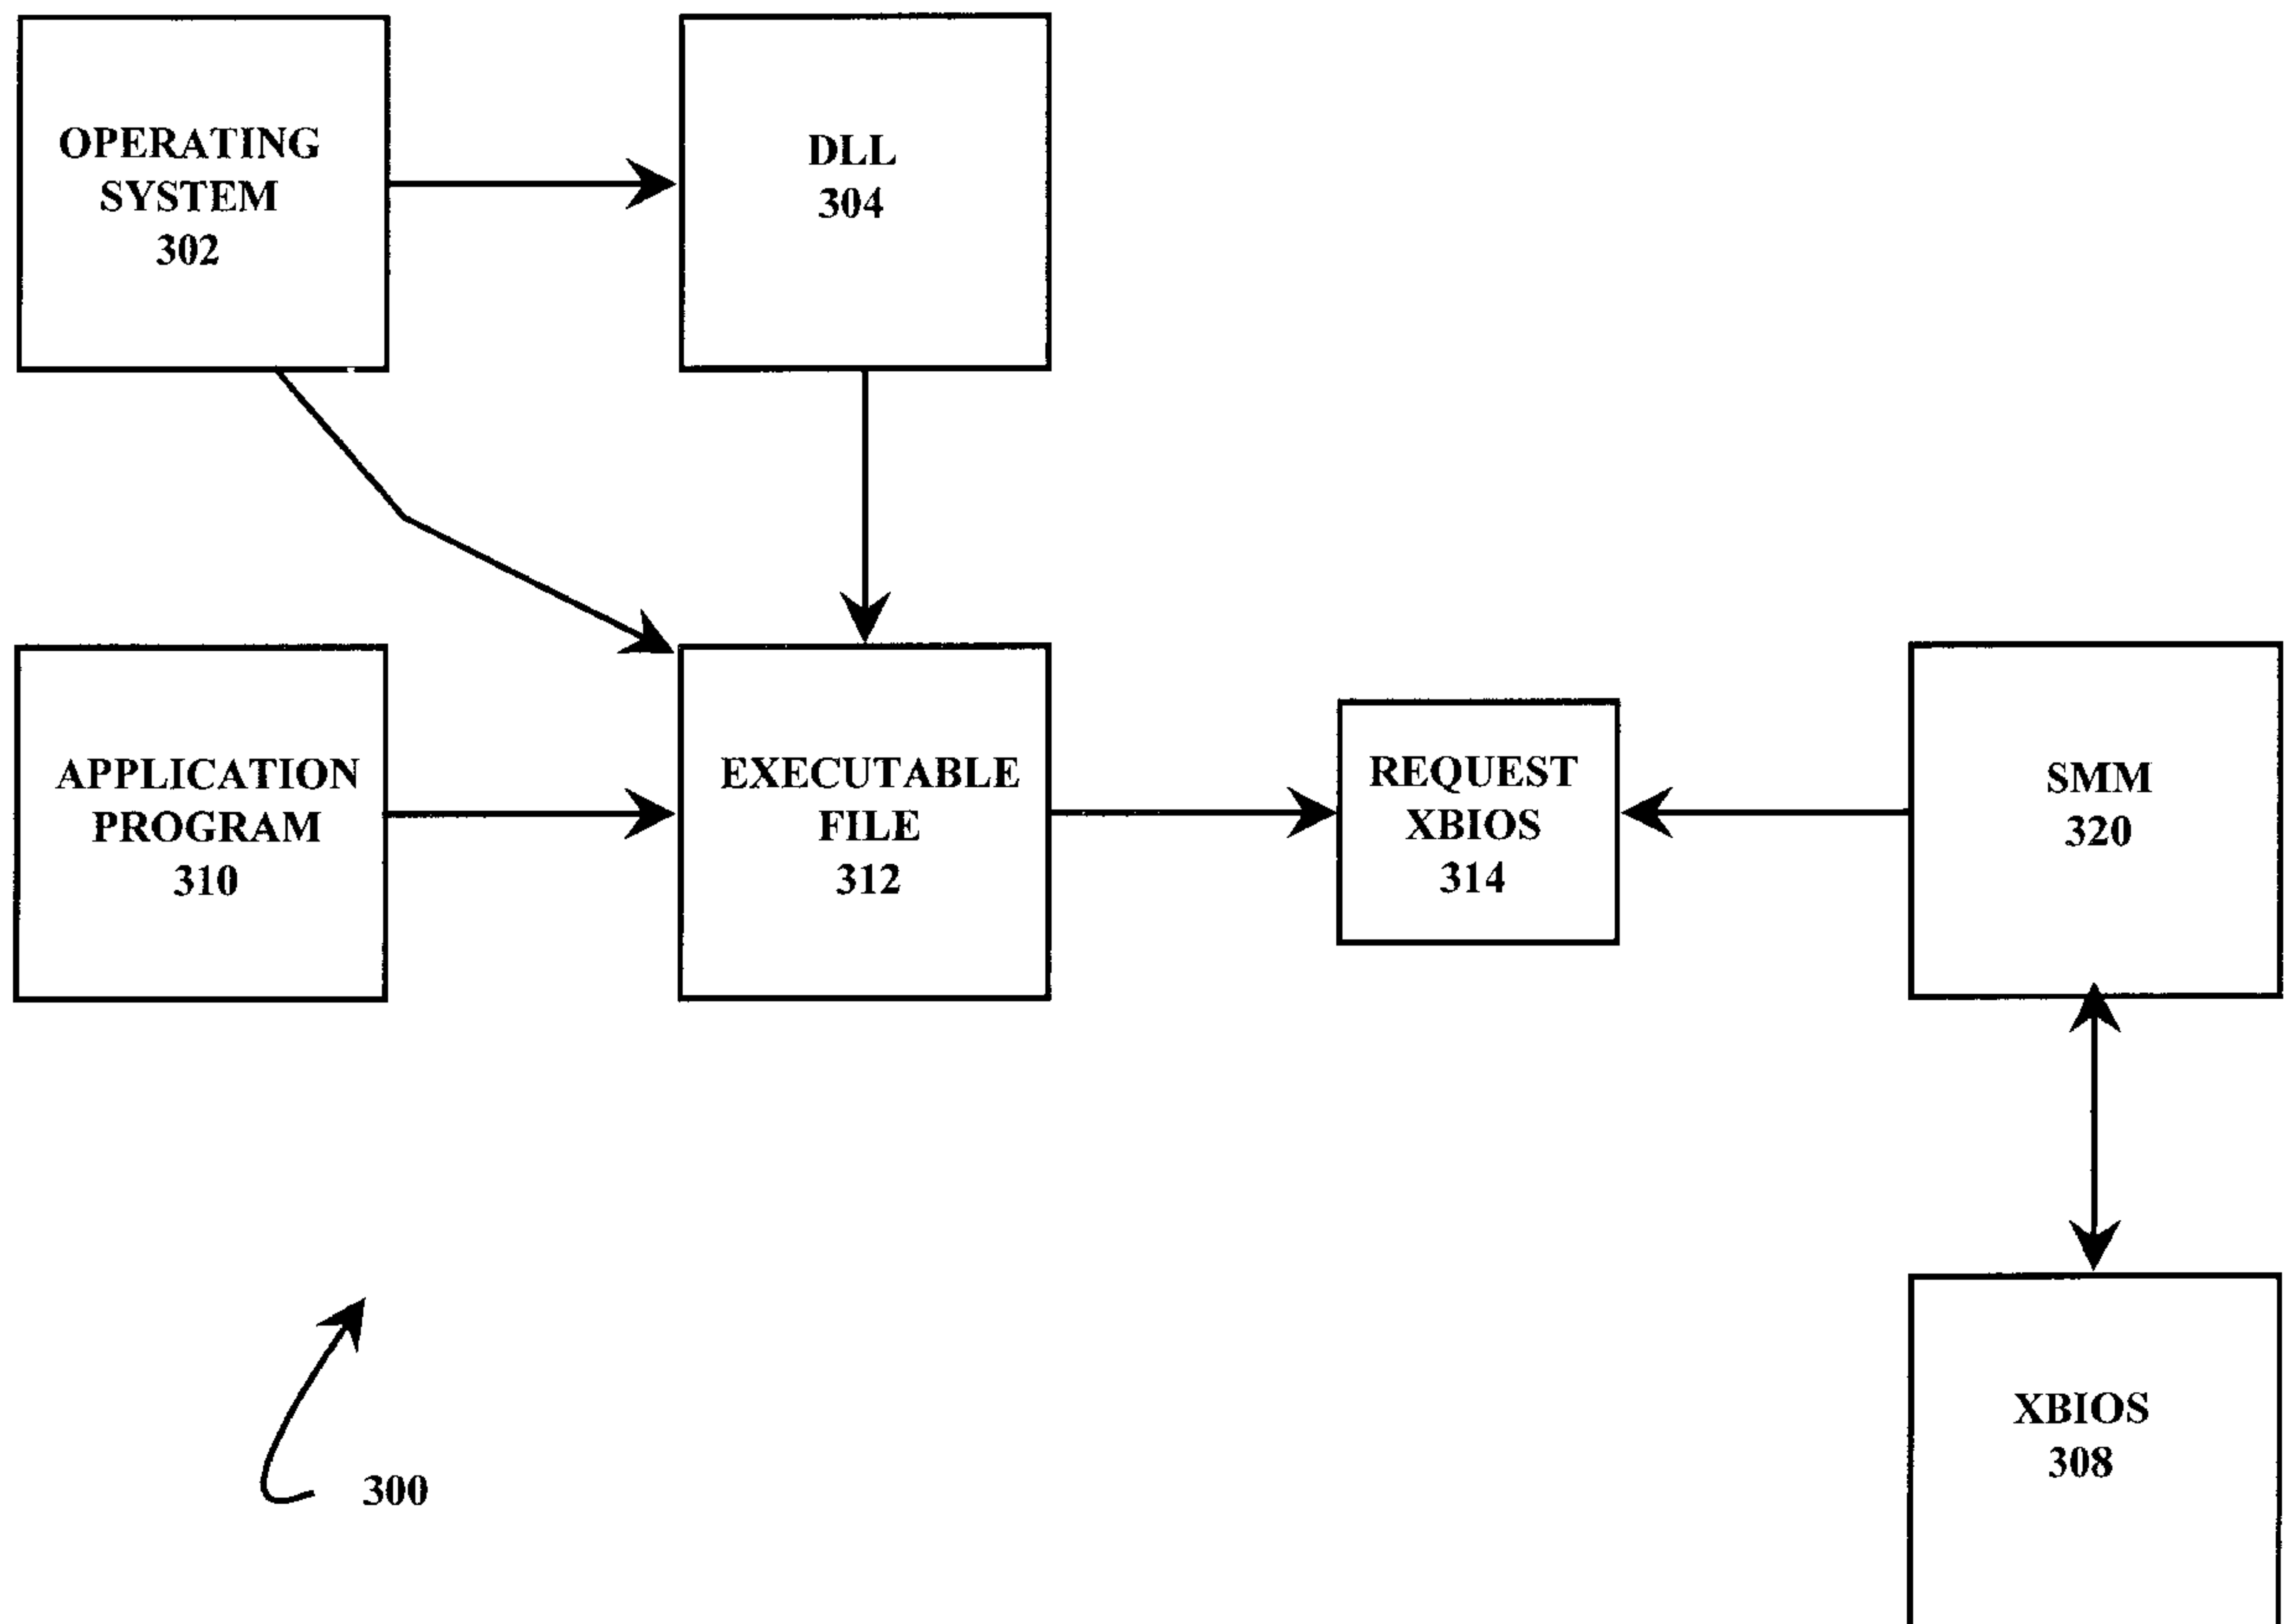 OPERATING
SYSTEM
302
DLL
304
APPLICATION
PROGRAM
310
EXECUTABLE
FILE
312
REQUEST
XBIOS
314
SMM
320
XBIOS
308
300